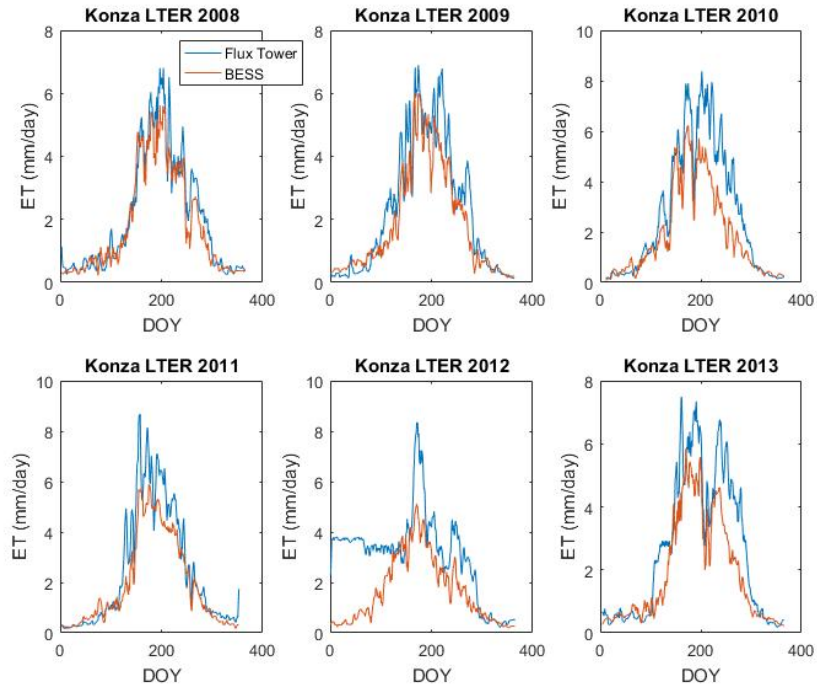 Konza LTER 2008
Konza LTER 2009
Konza LTER 2010
Flux Tower
BESS
8
6
4
2
0
ET (mm/day)
0
200
400
DOY
8
6
4
2
0
ET (mm/day)
0
200
400
DOY
10
8
6
4
2
0
ET (mm/day)
0
200
400
DOY
Konza LTER 2011
Konza LTER 2012
Konza LTER 2013
10
8
6
4
2
0
ET (mm/day)
0
200
400
DOY
10
8
6
4
2
0
ET (mm/day)
0
200
400
DOY
8
6
4
2
0
ET (mm/day)
0
200
400
DOY